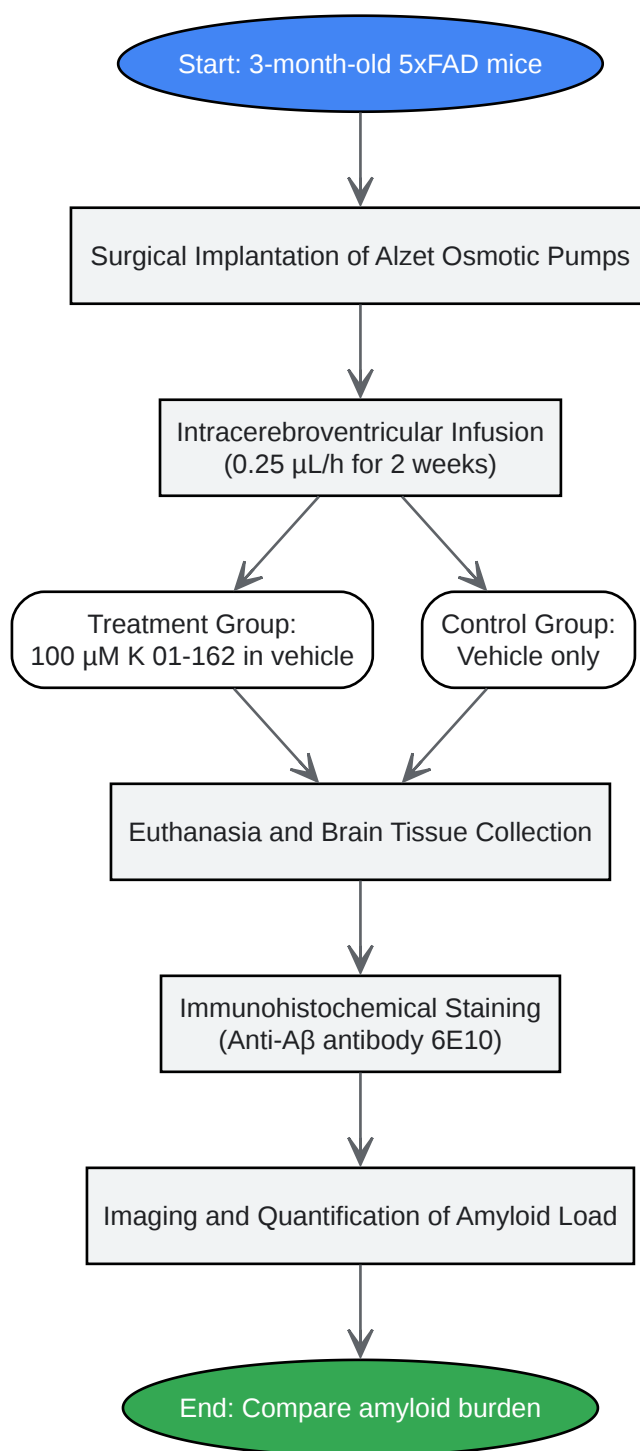 Start: 3-month-old 5xFAD mice
Surgical Implantation of Alzet Osmotic Pumps
Intracerebroventricular Infusion
(0.25 µL/h for 2 weeks)
Treatment Group:
100 µM K 01-162 in vehicle
Control Group:
Vehicle only
Euthanasia and Brain Tissue Collection
Immunohistochemical Staining
(Anti-Aβ antibody 6E10)
Imaging and Quantification of Amyloid Load
End: Compare amyloid burden